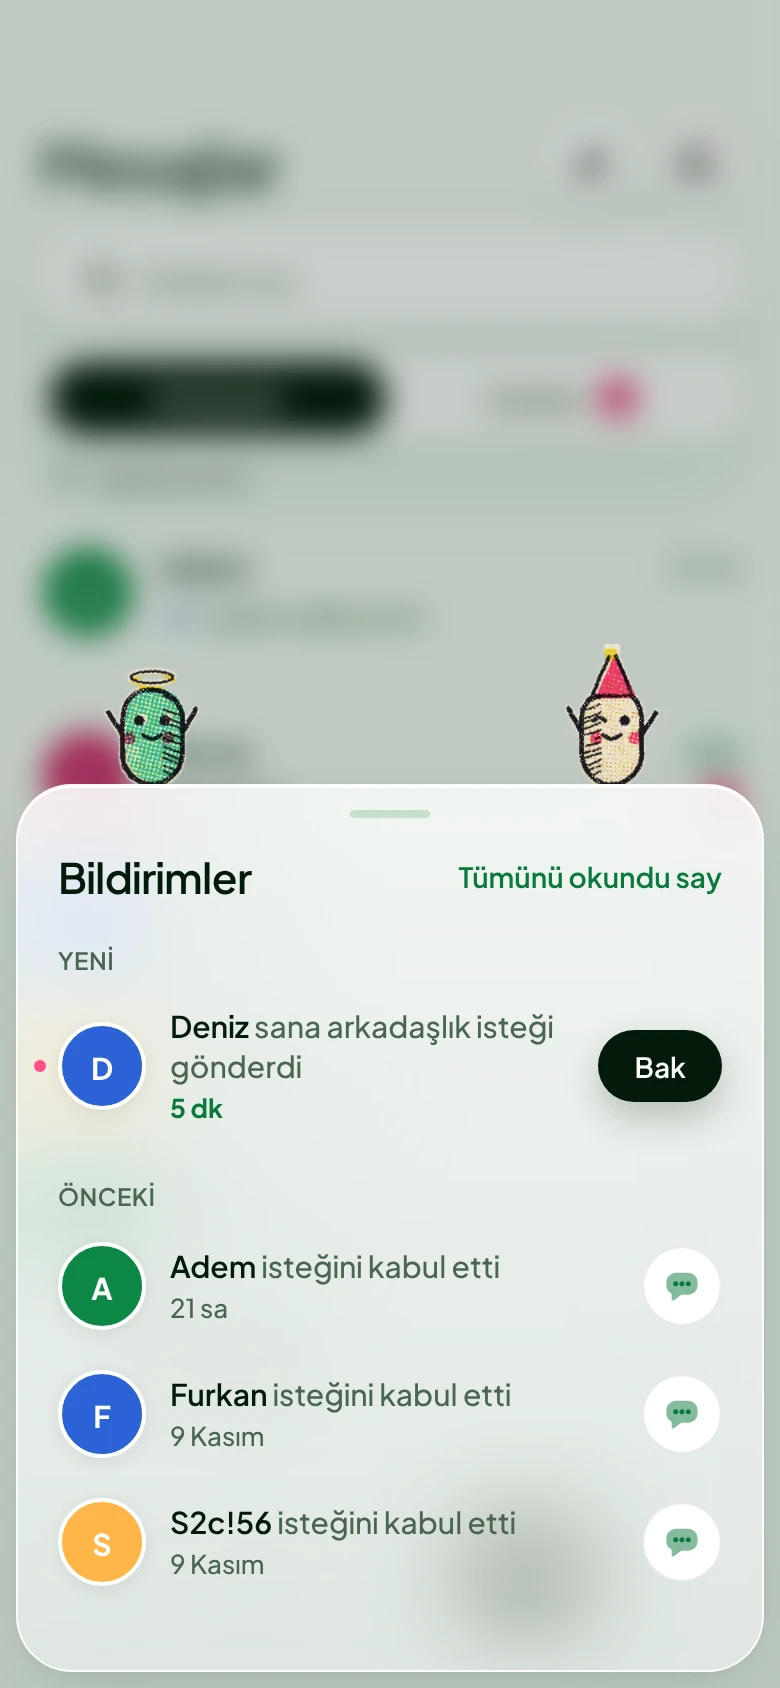 Bildirimler
Tümünü okundu say
YENİ
D
Deniz sana arkadaşlık isteği
gönderdi
5 dk
Bak
ÖNCEKİ
A
Adem isteğini kabul etti
21 sa
F
Furkan isteğini kabul etti
9 Kasım
S
S2c!56 isteğini kabul etti
9 Kasım